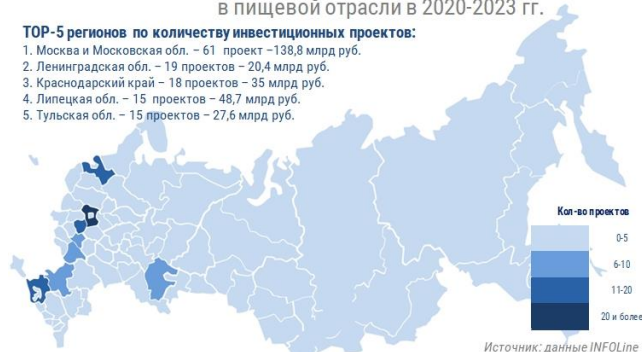 в пищевой отрасли в 2020-2023 гг.
TOP-5 регионов по количеству инвестиционных проектов:
1. Москва и Московская обл. – 61 проект –138,8 млрд руб.
2. Ленинградская обл. – 19 проектов – 20,4 млрд руб.
3. Краснодарский край – 18 проектов – 35 млрд руб.
4. Липецкая обл. – 15 проектов – 48,7 млрд руб.
5. Тульская обл. – 15 проектов – 27,6 млрд руб.
Кол-во проектов
0-5
6-10
11-20
20 и более
Источник: данные INFOLine